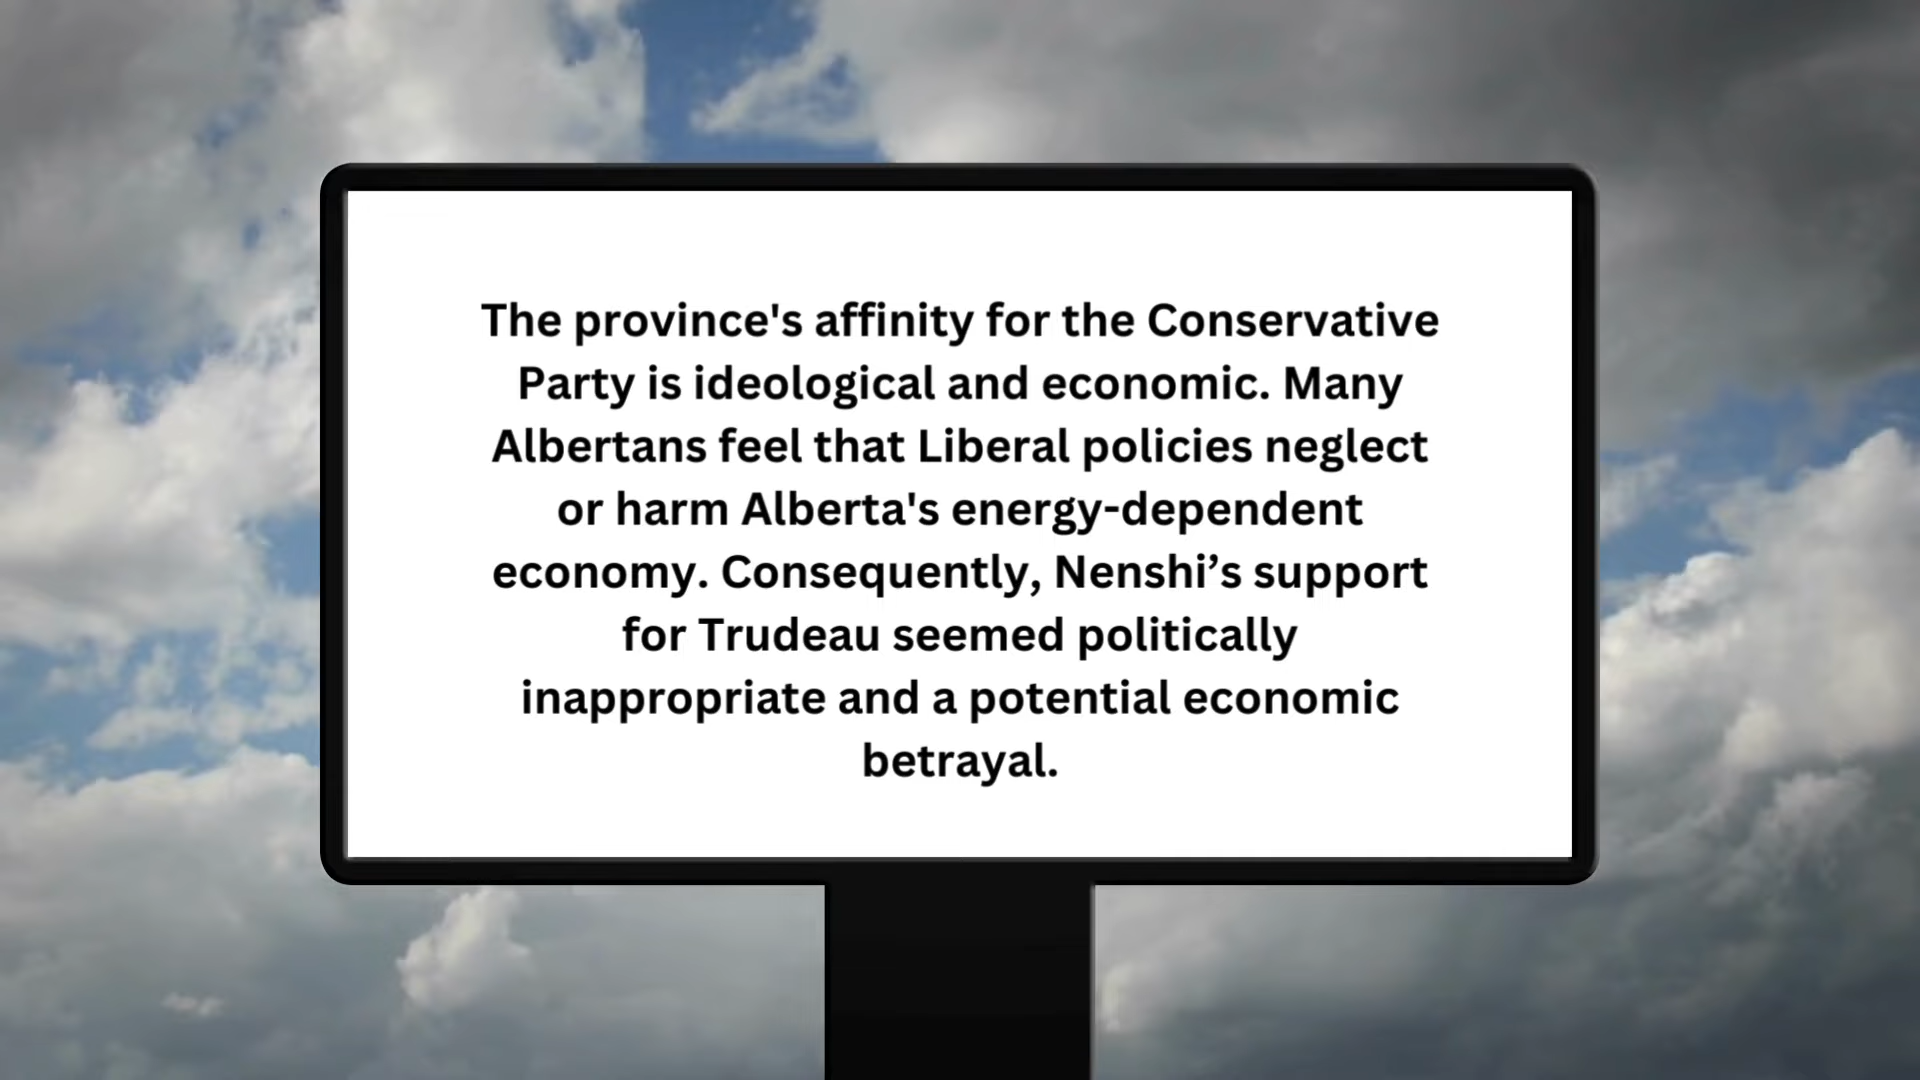 The province's affinity for the Conservative
Party is ideological and economic. Many
Albertans feel that Liberal policies neglect
or harm Alberta's energy-dependent
economy. Consequently, Nenshi’s support
for Trudeau seemed politically
inappropriate and a potential economic
betrayal.